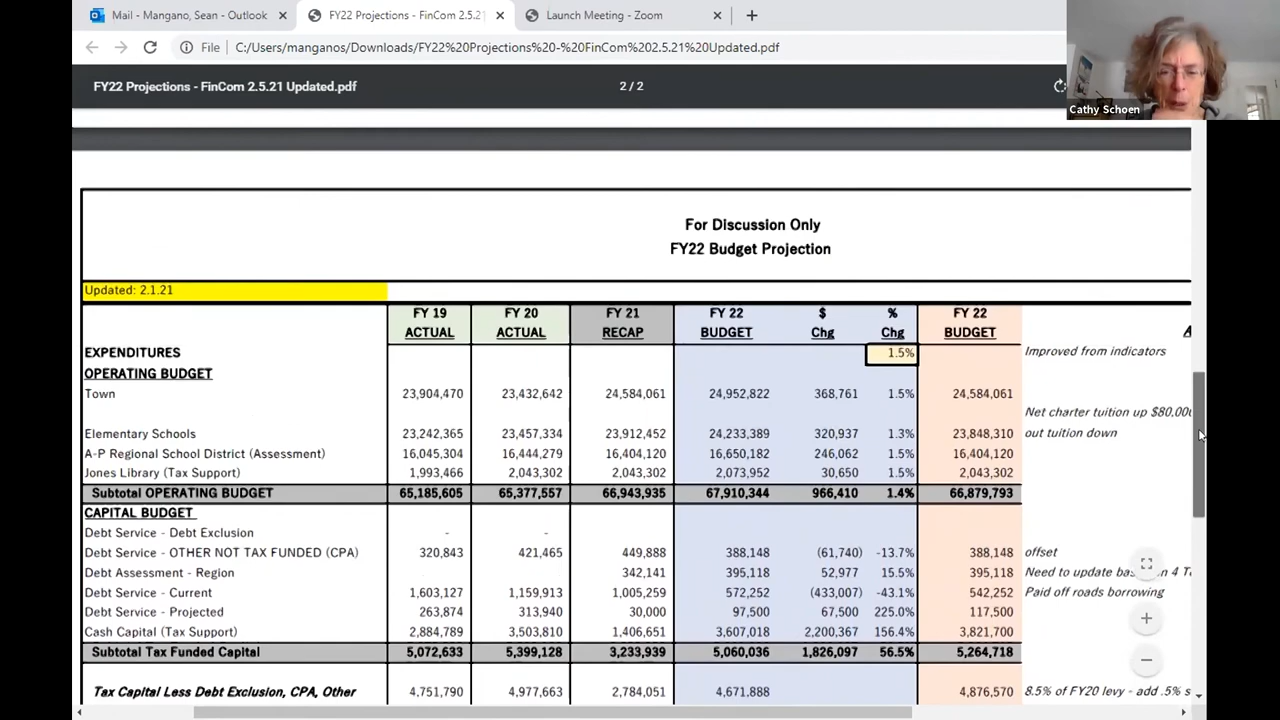 Mail - Mangano, Sean - Outlook
FY22 Projections - FinCom 2.5.21
Launch Meeting - Zoom
File C:/Users/manganos/Downloads/FY22%20Projections%20-%20FinCom%202.5.21%20Updated.pdf
FY22 Projections - FinCom 2.5.21 Updated.pdf 2 / 2
Cathy Schoen
For Discussion Only
FY22 Budget Projection
Updated: 2.1.21
FY 19 FY 20 FY 21 FY 22 $ % FY 22
ACTUAL ACTUAL RECAP BUDGET Chg Chg BUDGET A
EXPENDITURES 1.5% Improved from indicators
OPERATING BUDGET
Town 23,904,470 23,432,642 24,584,061 24,952,822 368,761 1.5% 24,584,061
Net charter tuition up $80,000
Elementary Schools 23,242,365 23,457,334 23,912,452 24,233,389 320,937 1.3% 23,848,310 out tuition down
A-P Regional School District (Assessment) 16,045,304 16,444,279 16,404,120 16,650,182 246,062 1.5% 16,404,120
Jones Library (Tax Support) 1,993,466 2,043,302 2,043,302 2,073,952 30,650 1.5% 2,043,302
Subtotal OPERATING BUDGET 65,185,605 65,377,557 66,943,935 67,910,344 966,410 1.4% 66,879,793
CAPITAL BUDGET
Debt Service - Debt Exclusion - -
Debt Service - OTHER NOT TAX FUNDED (CPA) 320,843 421,465 449,888 388,148 (61,740) -13.7% 388,148 offset
Debt Assessment - Region 342,141 395,118 52,977 15.5% 395,118 Need to update on 4 T
Debt Service - Current 1,603,127 1,159,913 1,005,259 572,252 (433,007) -43.1% 542,252 Paid off roads borrowing
Debt Service - Projected 263,874 313,940 30,000 97,500 67,500 225.0% 117,500
Cash Capital (Tax Support) 2,884,789 3,503,810 1,406,651 3,607,018 2,200,367 156.4% 3,821,700
Subtotal Tax Funded Capital 5,072,633 5,399,128 3,233,939 5,060,036 1,826,097 56.5% 5,264,718
Tax Capital Less Debt Exclusion, CPA, Other 4,751,790 4,977,663 2,784,051 4,671,888 4,876,570 8.5% of FY20 levy - add .5% s